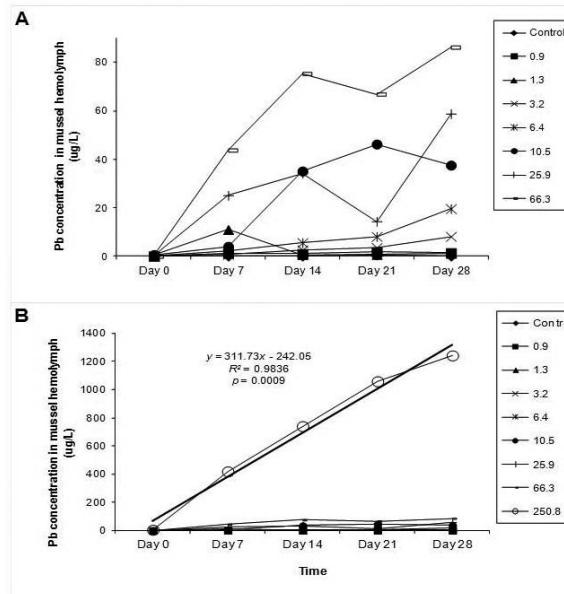 A
Pb concentration in mussel hemolymph
(ug/L)
80
60
40
20
0
Day 0
Day 7
Day 14
Day 21
Day 28
Control
0.9
1.3
3.2
6.4
10.5
25.9
66.3
B
Pb concentration in mussel hemolymph
(ug/L)
1400
1200
1000
800
600
400
200
0
y = 311.73x - 242.05
R² = 0.9836
p = 0.0009
Day 0
Day 7
Day 14
Day 21
Day 28
Time
Contr
0.9
1.3
3.2
6.4
10.5
25.9
66.3
250.8